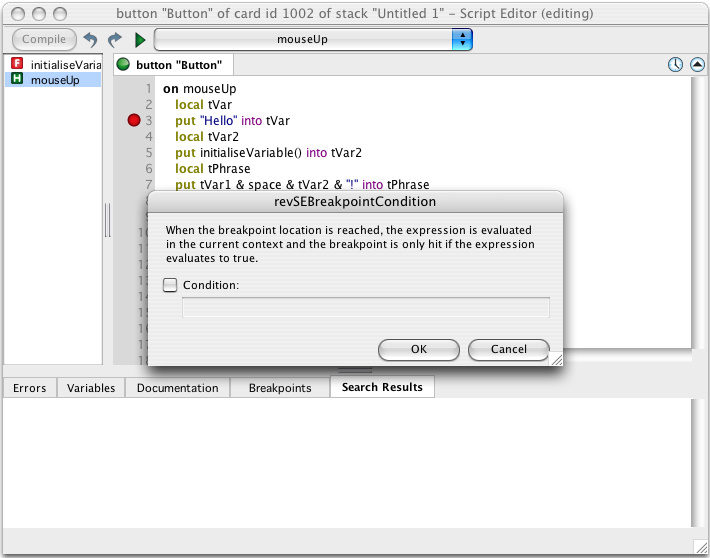 button "Button" of card id 1002 of stack "Untitled 1" – Script Editor (editing)
Compile
mouseUp
F initialiseVaria
H mouseUp
button "Button"
1 on mouseUp
2 local tVar
3 put "Hello" into tVar
4 local tVar2
5 put initialiseVariable() into tVar2
6 local tPhrase
7 put tVar1 & space & tVar2 & "!" into tPhrase
revSEBreakpointCondition
When the breakpoint location is reached, the expression is evaluated
in the current context and the breakpoint is only hit if the expression
evaluates to true.
Condition:
OK
Cancel
Errors
Variables
Documentation
Breakpoints
Search Results